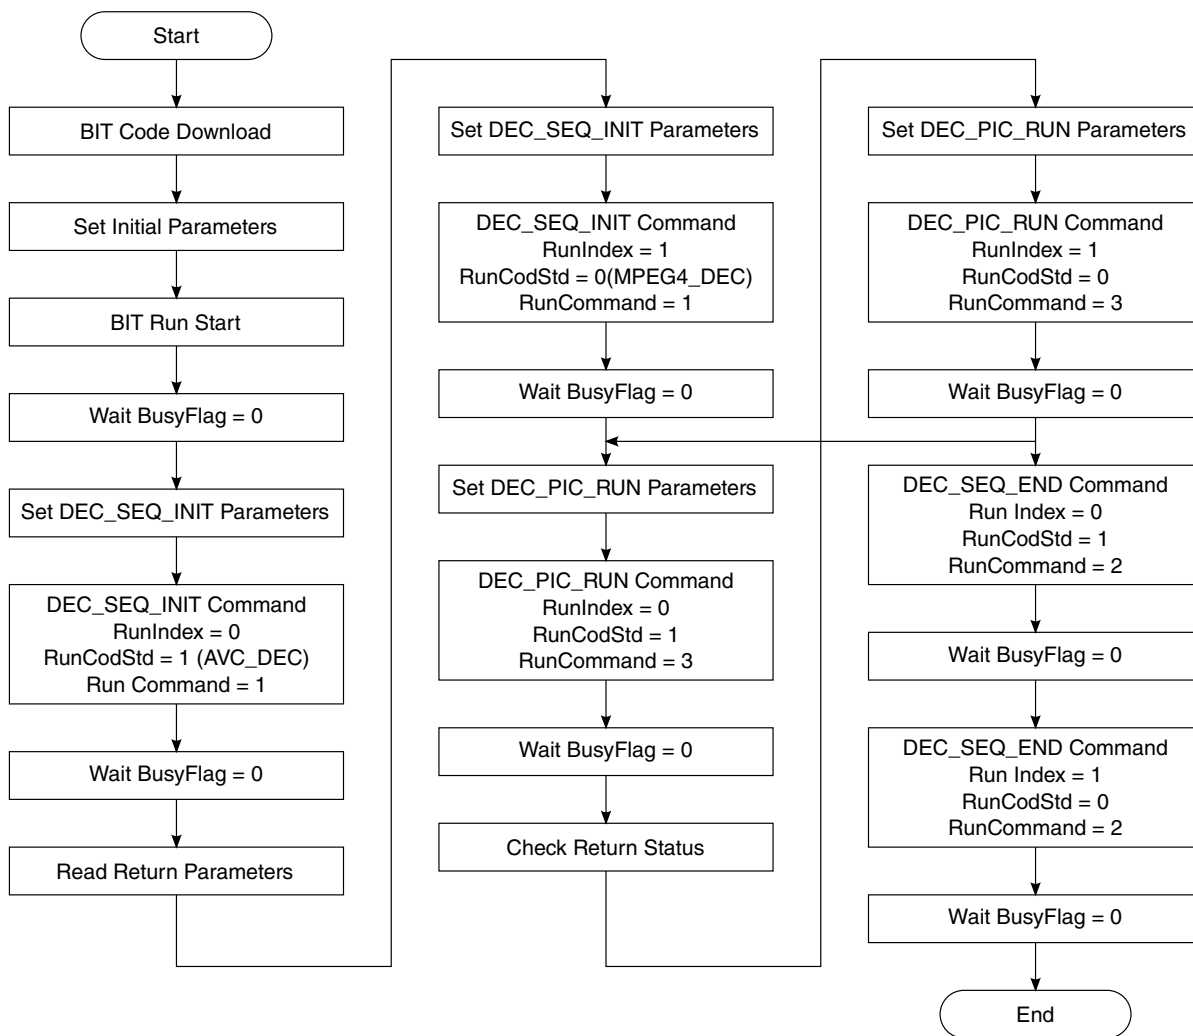 Start
BIT Code Download
Set Initial Parameters
BIT Run Start
Wait BusyFlag = 0
Set DEC_SEQ_INIT Parameters
DEC_SEQ_INIT Command
RunIndex = 0
RunCodStd = 1 (AVC_DEC)
Run Command = 1
Wait BusyFlag = 0
Read Return Parameters
Set DEC_SEQ_INIT Parameters
DEC_SEQ_INIT Command
RunIndex = 1
RunCodStd = 0(MPEG4_DEC)
RunCommand = 1
Wait BusyFlag = 0
Set DEC_PIC_RUN Parameters
DEC_PIC_RUN Command
RunIndex = 0
RunCodStd = 1
RunCommand = 3
Wait BusyFlag = 0
Check Return Status
Set DEC_PIC_RUN Parameters
DEC_PIC_RUN Command
RunIndex = 1
RunCodStd = 0
RunCommand = 3
Wait BusyFlag = 0
DEC_SEQ_END Command
Run Index = 0
RunCodStd = 1
RunCommand = 2
Wait BusyFlag = 0
DEC_SEQ_END Command
Run Index = 1
RunCodStd = 0
RunCommand = 2
Wait BusyFlag = 0
End